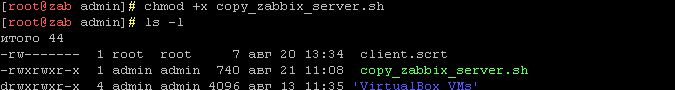 [root@zab admin]# chmod +x copy_zabbix_server.sh
[root@zab admin]# ls -l
итого 44
-rw------- 1 root root 7 авг 20 13:34 client.scrt
-rwxrwxr-x 1 admin admin 740 авг 21 11:08 copy_zabbix_server.sh
drwxrwxr-x 4 admin admin 4096 авг 13 11:35 'VirtualBox VMs'